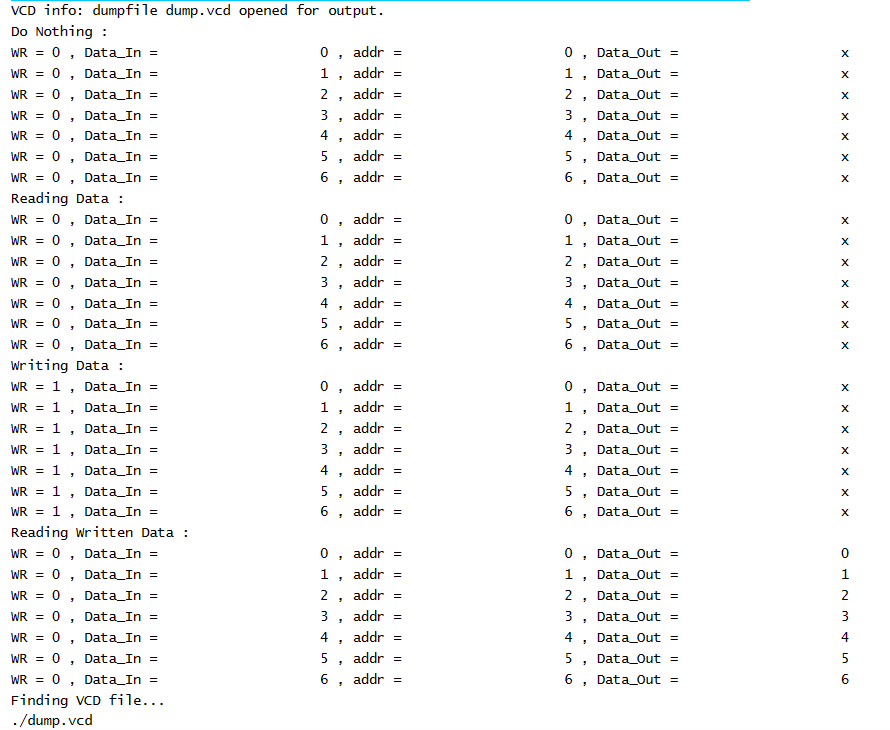 VCD info: dumpfile dump.vcd opened for output.
Do Nothing :
WR = 0 , Data_In =                    0 , addr =                    0 , Data_Out =                    x
WR = 0 , Data_In =                    1 , addr =                    1 , Data_Out =                    x
WR = 0 , Data_In =                    2 , addr =                    2 , Data_Out =                    x
WR = 0 , Data_In =                    3 , addr =                    3 , Data_Out =                    x
WR = 0 , Data_In =                    4 , addr =                    4 , Data_Out =                    x
WR = 0 , Data_In =                    5 , addr =                    5 , Data_Out =                    x
WR = 0 , Data_In =                    6 , addr =                    6 , Data_Out =                    x
Reading Data :
WR = 0 , Data_In =                    0 , addr =                    0 , Data_Out =                    x
WR = 0 , Data_In =                    1 , addr =                    1 , Data_Out =                    x
WR = 0 , Data_In =                    2 , addr =                    2 , Data_Out =                    x
WR = 0 , Data_In =                    3 , addr =                    3 , Data_Out =                    x
WR = 0 , Data_In =                    4 , addr =                    4 , Data_Out =                    x
WR = 0 , Data_In =                    5 , addr =                    5 , Data_Out =                    x
WR = 0 , Data_In =                    6 , addr =                    6 , Data_Out =                    x
Writing Data :
WR = 1 , Data_In =                    0 , addr =                    0 , Data_Out =                    x
WR = 1 , Data_In =                    1 , addr =                    1 , Data_Out =                    x
WR = 1 , Data_In =                    2 , addr =                    2 , Data_Out =                    x
WR = 1 , Data_In =                    3 , addr =                    3 , Data_Out =                    x
WR = 1 , Data_In =                    4 , addr =                    4 , Data_Out =                    x
WR = 1 , Data_In =                    5 , addr =                    5 , Data_Out =                    x
WR = 1 , Data_In =                    6 , addr =                    6 , Data_Out =                    x
Reading Written Data :
WR = 0 , Data_In =                    0 , addr =                    0 , Data_Out =                    0
WR = 0 , Data_In =                    1 , addr =                    1 , Data_Out =                    1
WR = 0 , Data_In =                    2 , addr =                    2 , Data_Out =                    2
WR = 0 , Data_In =                    3 , addr =                    3 , Data_Out =                    3
WR = 0 , Data_In =                    4 , addr =                    4 , Data_Out =                    4
WR = 0 , Data_In =                    5 , addr =                    5 , Data_Out =                    5
WR = 0 , Data_In =                    6 , addr =                    6 , Data_Out =                    6
Finding VCD file...
./dump.vcd